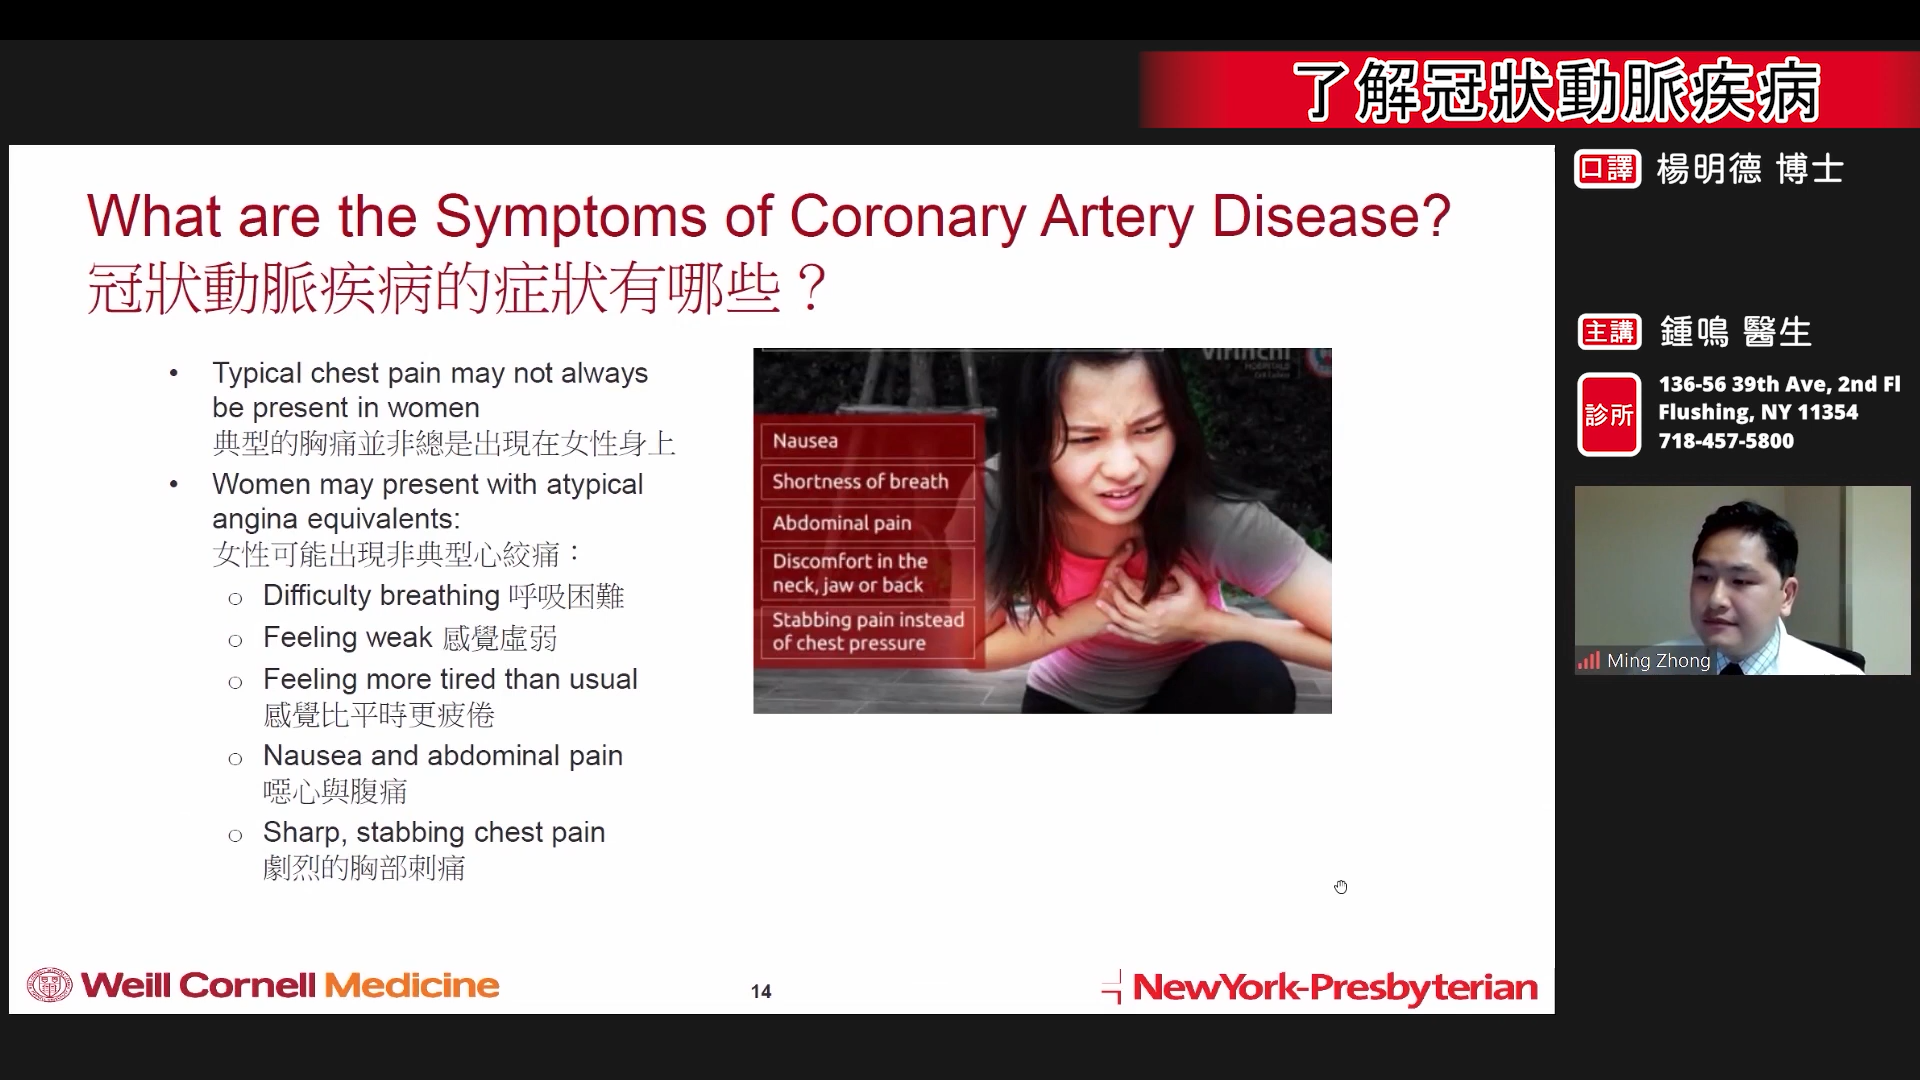 了解冠狀動脈疾病
What are the Symptoms of Coronary Artery Disease?
冠狀動脈疾病的症狀有哪些？
• Typical chest pain may not always
be present in women
典型的胸痛並非總是出現在女性身上
• Women may present with atypical
angina equivalents:
女性可能出現非典型心絞痛：
o Difficulty breathing 呼吸困難
o Feeling weak 感覺虛弱
o Feeling more tired than usual
感覺比平時更疲倦
o Nausea and abdominal pain
噁心與腹痛
o Sharp, stabbing chest pain
劇烈的胸部刺痛
Nausea
Shortness of breath
Abdominal pain
Discomfort in the
neck, jaw or back
Stabbing pain instead
of chest pressure
Weill Cornell Medicine
14
NewYork-Presbyterian
口譯 楊明德 博士
主講 鍾鳴 醫生
診所
136-56 39th Ave, 2nd Fl
Flushing, NY 11354
718-457-5800
Ming Zhong